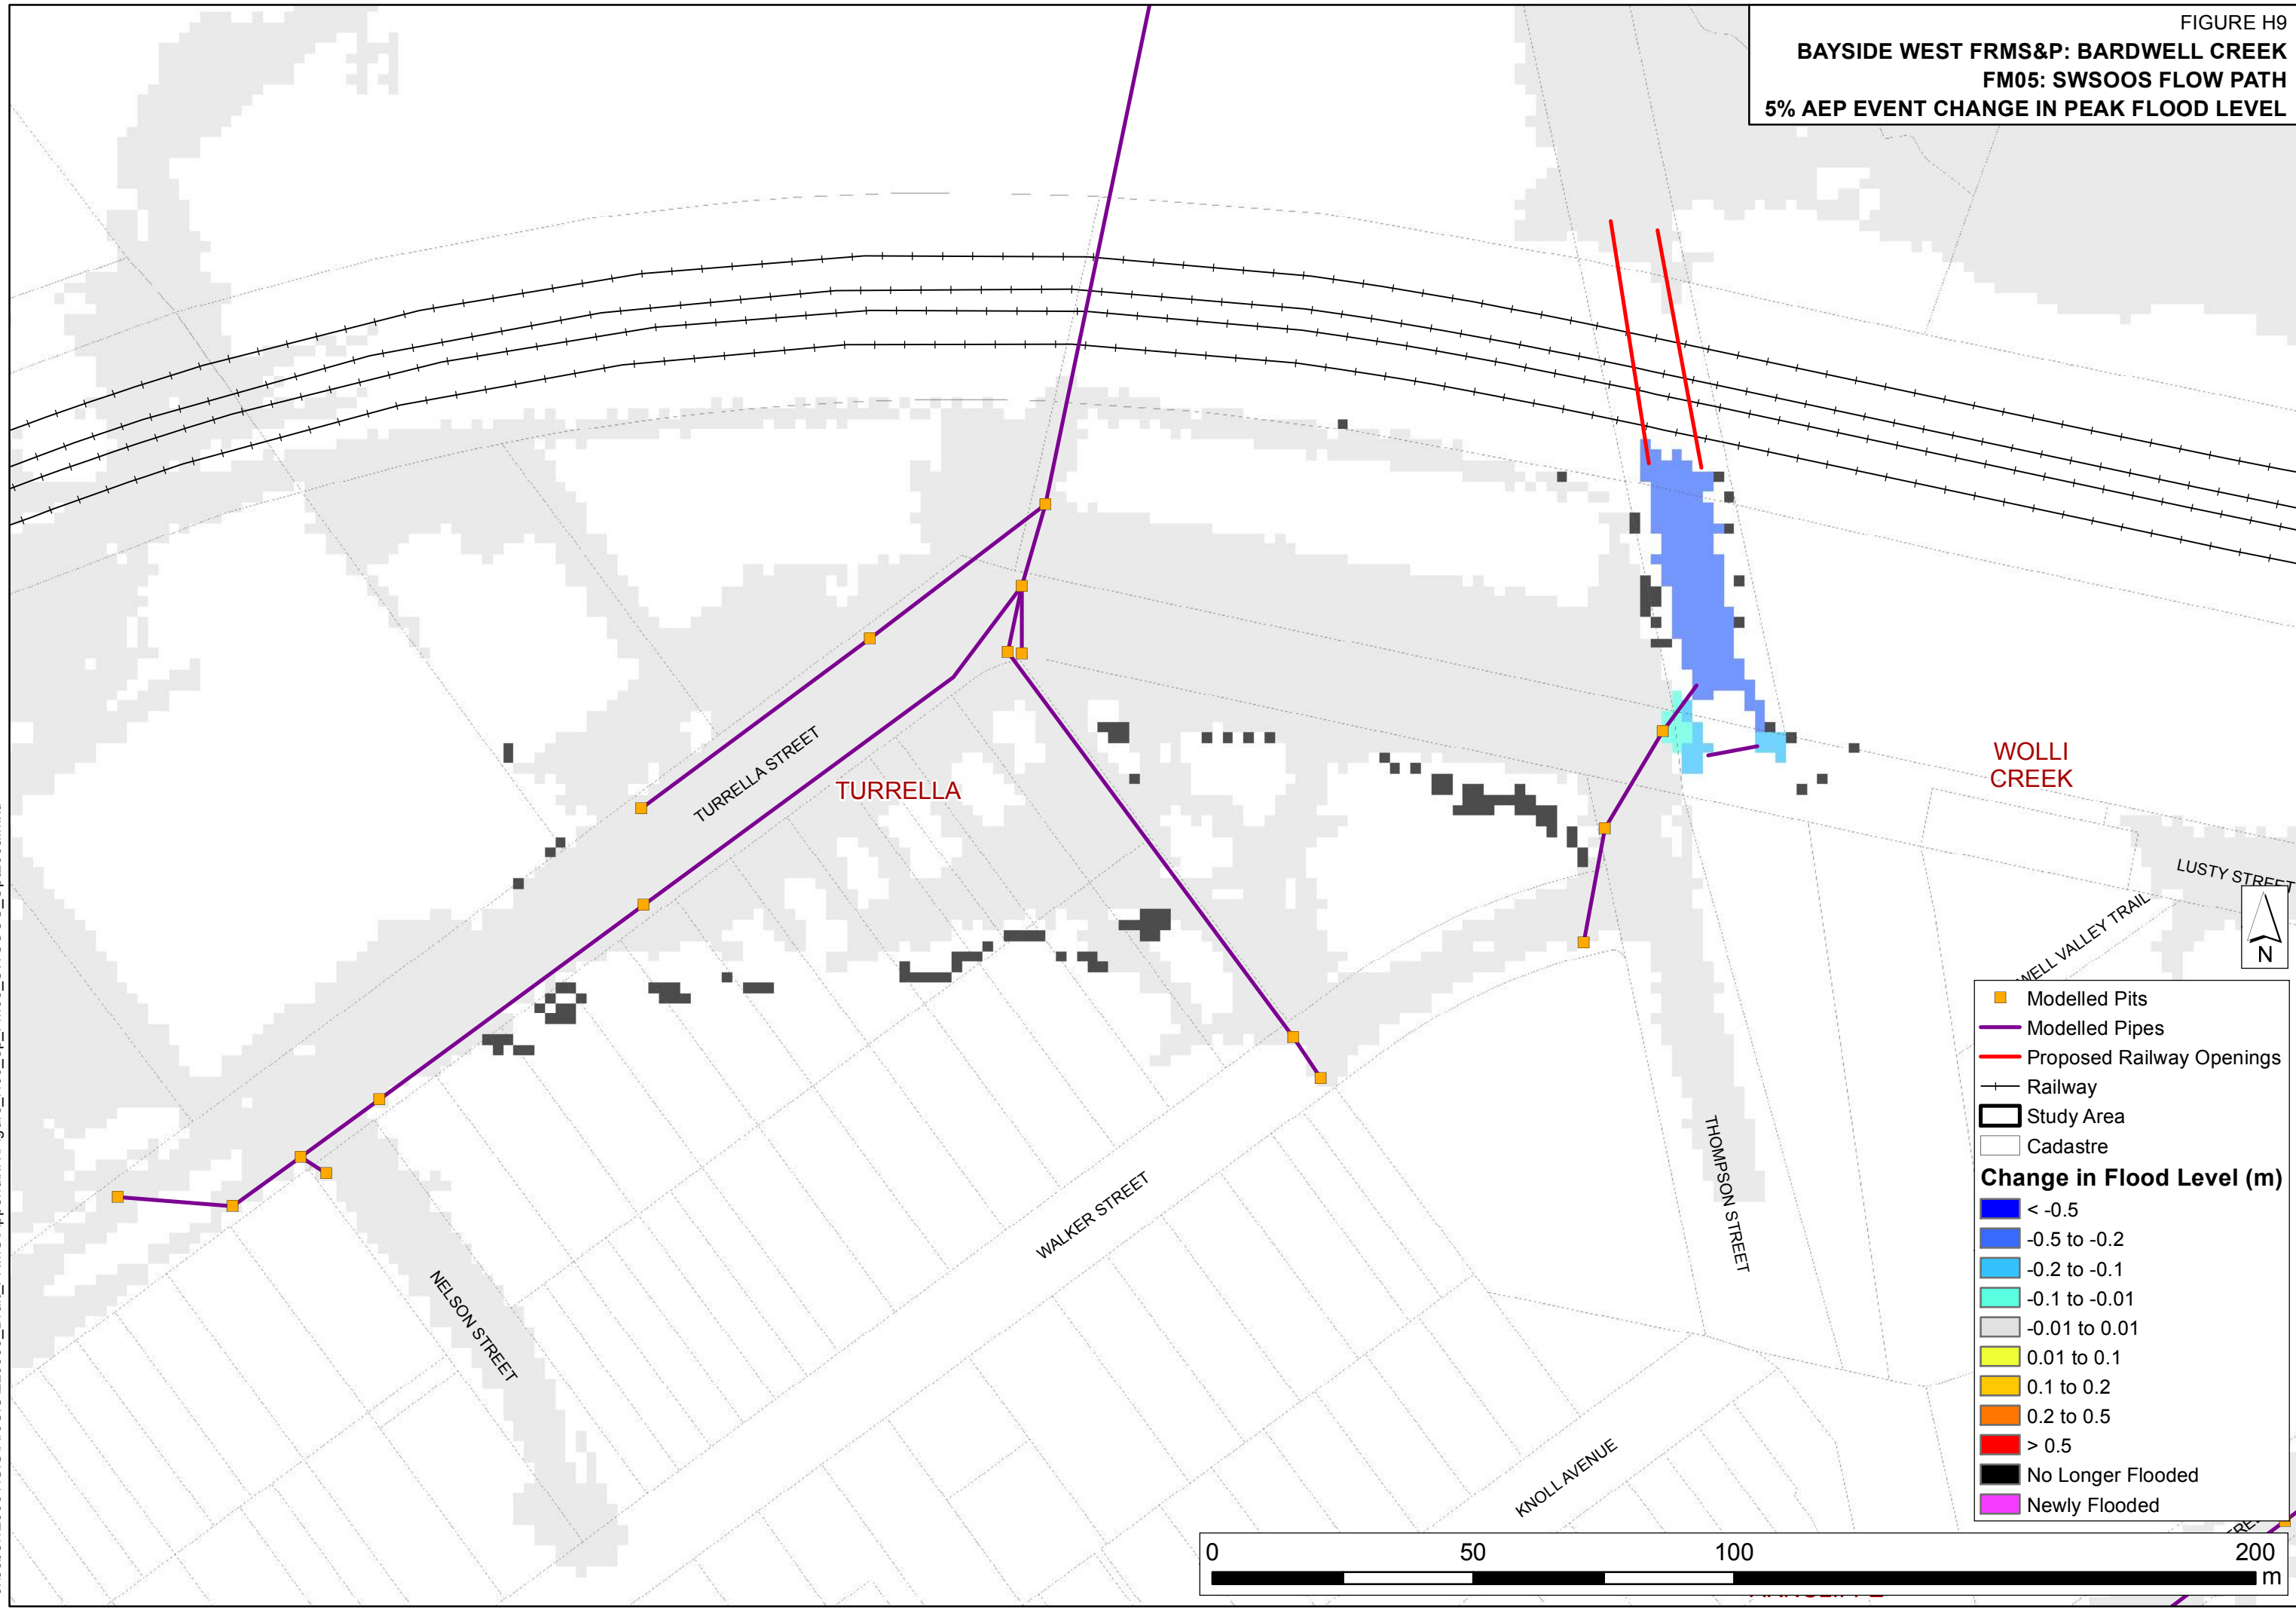 FIGURE H9
BAYSIDE WEST FRMS&P: BARDWELL CREEK
FM05: SWSOOS FLOW PATH
5% AEP EVENT CHANGE IN PEAK FLOOD LEVEL
TURRELLA STREET
TURRELLA
WOLLI
CREEK
LUSTY STREET
WELL VALLEY TRAIL
N
THOMPSON STREET
WALKER STREET
NELSON STREET
KNOLL AVENUE
Modelled Pits
Modelled Pipes
Proposed Railway Openings
Railway
Study Area
Cadastre
Change in Flood Level (m)
< -0.5
-0.5 to -0.2
-0.2 to -0.1
-0.1 to -0.01
-0.01 to 0.01
0.01 to 0.1
0.1 to 0.2
0.2 to 0.5
> 0.5
No Longer Flooded
Newly Flooded
0 50 100 200
m